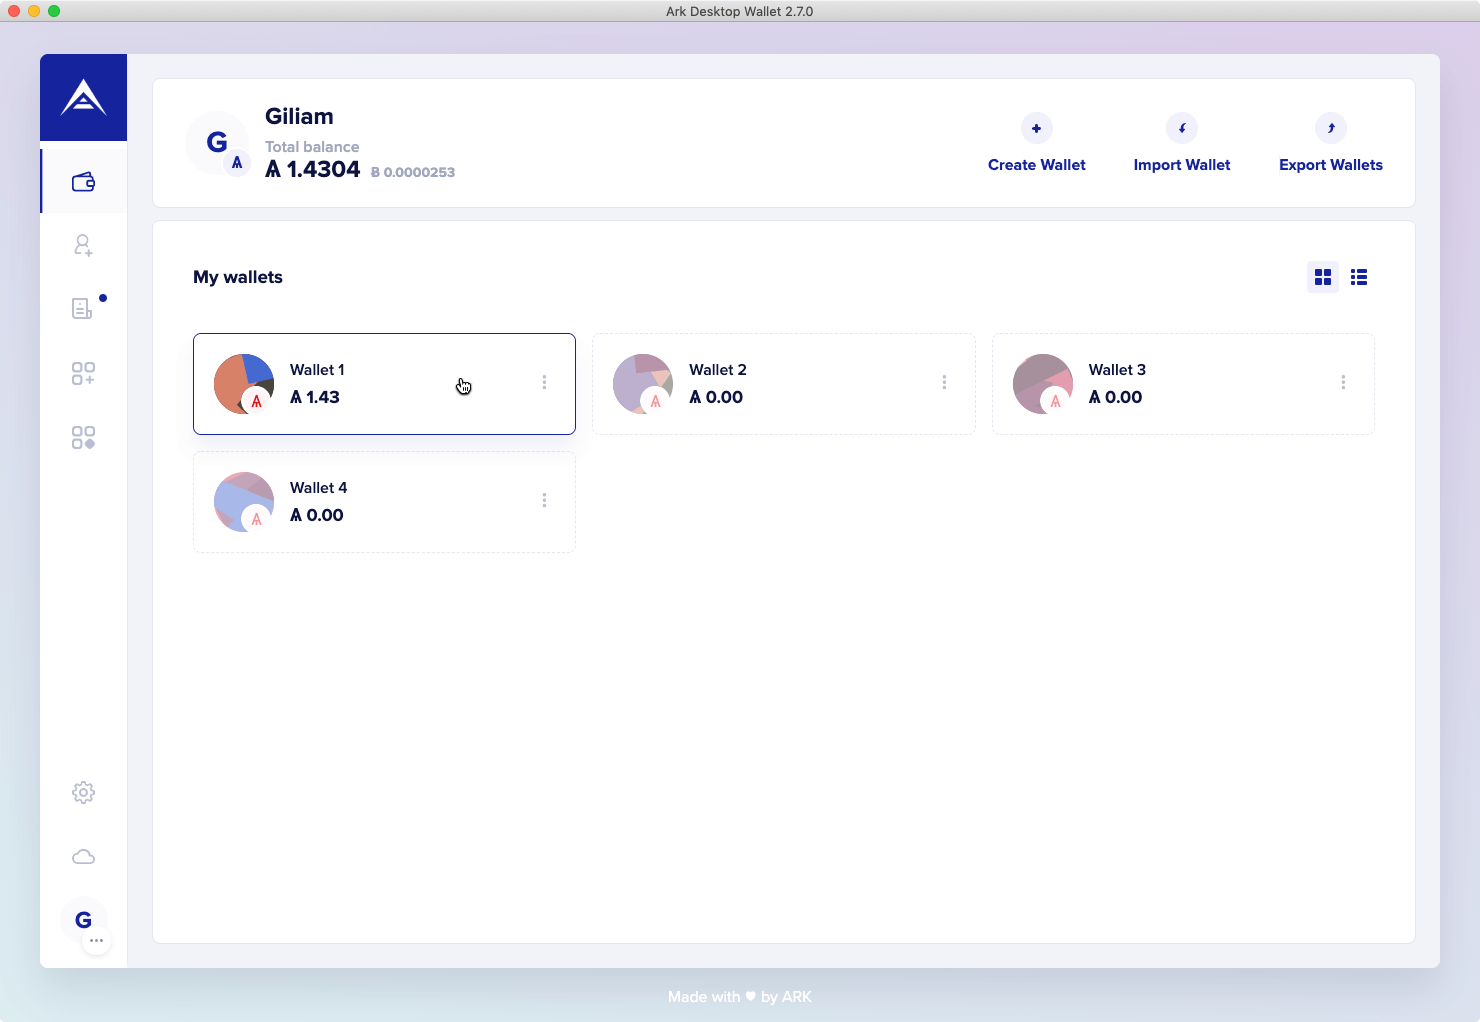 Ark Desktop Wallet 2.7.0
Giliam
G
Total balance
Ѧ 1.4304 Ƀ 0.0000253
Create Wallet
Import Wallet
Export Wallets
My wallets
Wallet 1
Ѧ 1.43
Wallet 2
Ѧ 0.00
Wallet 3
Ѧ 0.00
Wallet 4
Ѧ 0.00
G
Made with ♥ by ARK